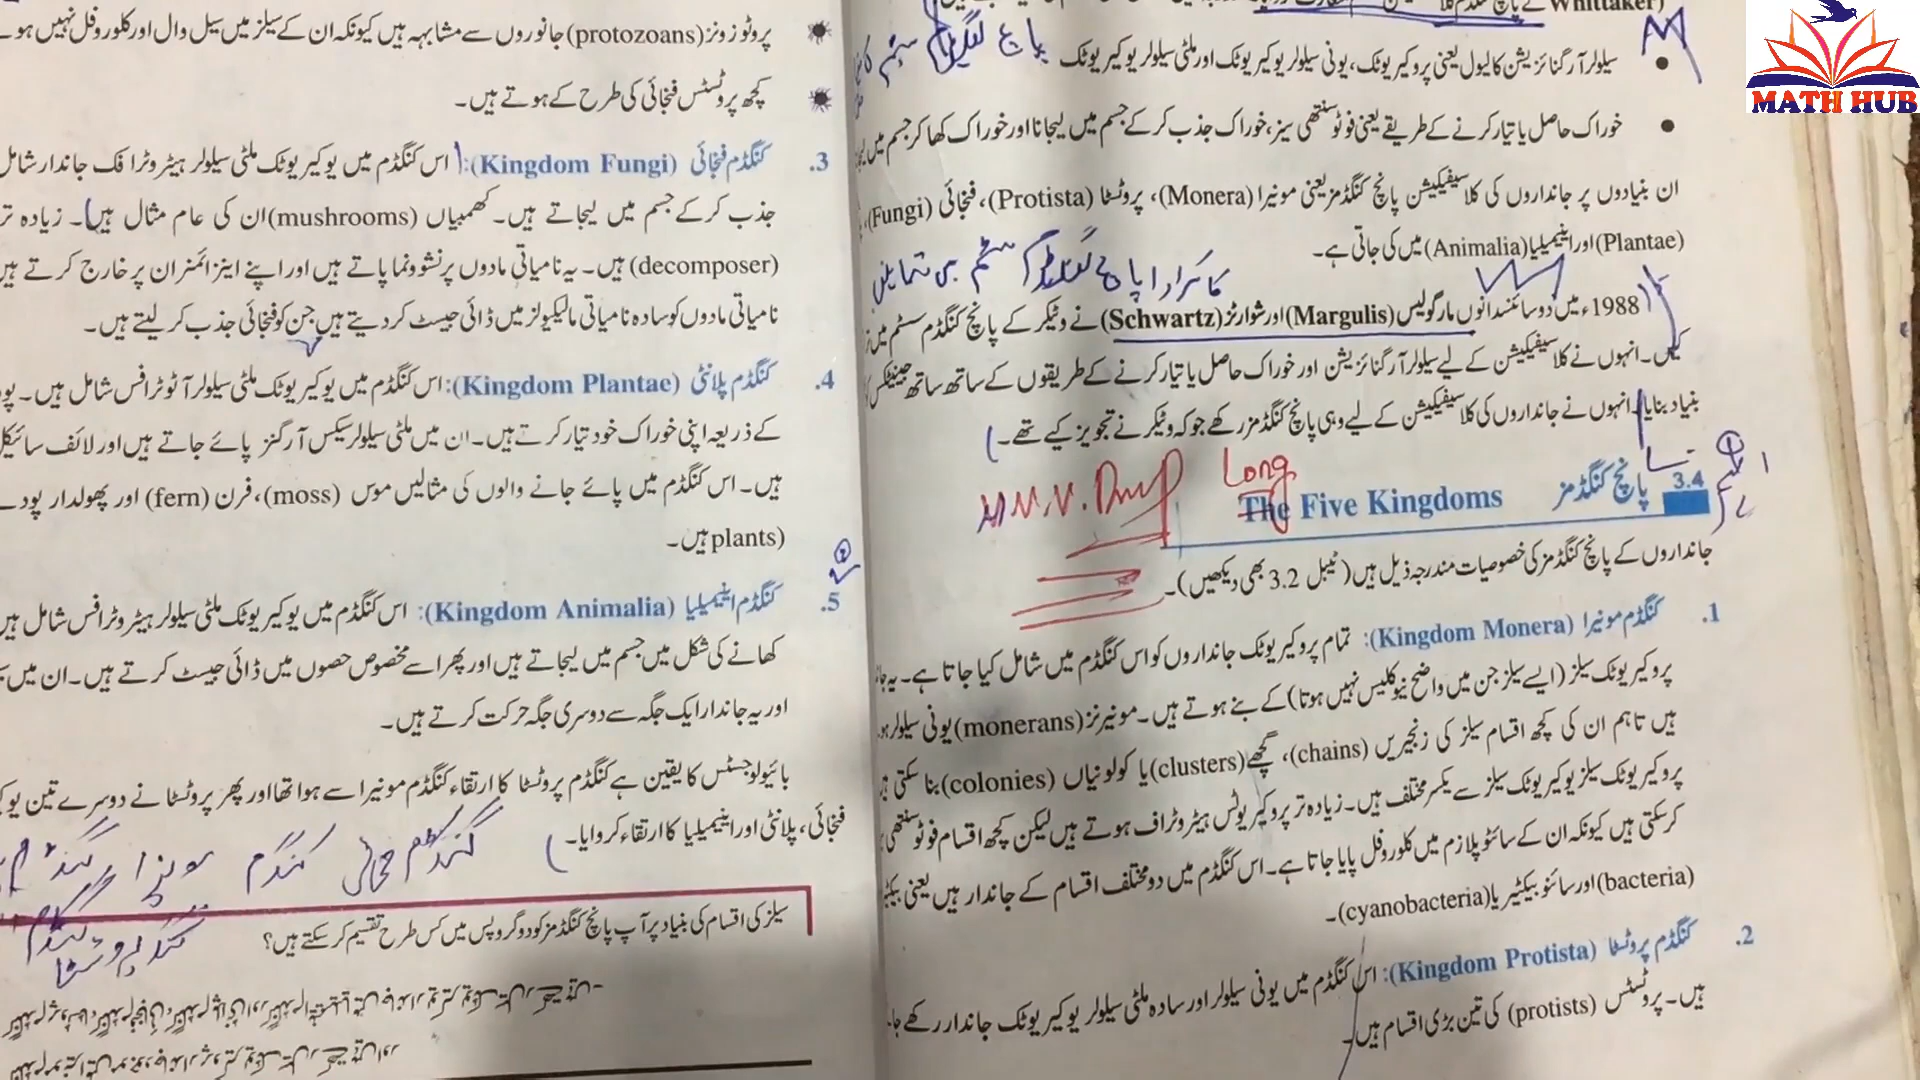 MATH HUB
Whittaker) کے پانچ کنگڈم
سیلولر آرگنائزیشن کا لیول یعنی پروکیریوٹک، یونی سیلولر یوکیریوٹک اور ملٹی سیلولر یوکیریوٹک
خوراک حاصل یا تیار کرنے کے طریقے یعنی فوٹو سنتھی سیز، خوراک جذب کر کے جسم میں لیجانا اور خوراک کھا کر جسم میں
ان بنیادوں پر جانداروں کی کلاسیفیکیشن پانچ کنگڈمز یعنی مونیرا (Monera)، پروٹسٹا (Protista)، فنجائی (Fungi)،
(Plantae) اور اینیمیلیا (Animalia) میں کی جاتی ہے۔
1988ء میں دو سائنسدانوں مارگولیس (Margulis) اور شوارٹز (Schwartz) نے وٹیکر کے پانچ کنگڈم سسٹم میں
کیں۔ انہوں نے کلاسیفیکیشن کے لیے سیلولر آرگنائزیشن اور خوراک حاصل یا تیار کرنے کے طریقوں کے ساتھ ساتھ جینیٹکس
بنیاد بنایا۔ انہوں نے جانداروں کی کلاسیفیکیشن کے لیے وہی پانچ کنگڈمز رکھے جو کہ وٹیکر نے تجویز کیے تھے۔
Long
3.4 پانچ کنگڈمز The Five Kingdoms
جانداروں کے پانچ کنگڈمز کی خصوصیات مندرجہ ذیل ہیں (ٹیبل 3.2 بھی دیکھیں)۔
1. کنگڈم مونیرا (Kingdom Monera): تمام پروکیریوٹک جانداروں کو اس کنگڈم میں شامل کیا جاتا ہے۔ یہ
پروکیریوٹک سیلز (ایسے سیلز جن میں واضح نیوکلیس نہیں ہوتا) کے بنے ہوتے ہیں۔ مونیرنز (monerans) یونی سیلولر
ہیں تاہم ان کی کچھ اقسام سیلز کی زنجیریں (chains)، گچھے (clusters) یا کولونیاں (colonies) بنا سکتی
پروکیریوٹک سیلز یوکیریوٹک سیلز سے یکسر مختلف ہیں۔ زیادہ تر پروکیریوٹس ہیٹروٹراف ہوتے ہیں لیکن کچھ اقسام فوٹو سنتھی
کر سکتی ہیں کیونکہ ان کے سائٹوپلازم میں کلوروفل پایا جاتا ہے۔ اس کنگڈم میں دو مختلف اقسام کے جاندار ہیں یعنی
(bacteria) اور سائنو بیکٹیریا (cyanobacteria)۔
2. کنگڈم پروٹسٹا (Kingdom Protista): اس کنگڈم میں یونی سیلولر اور سادہ ملٹی سیلولر یوکیریوٹک جاندار رکھے
ہیں۔ پروٹسٹس (protists) کی تین بڑی اقسام ہیں۔
پروٹوزونز (protozoans) جانوروں سے مشابہہ ہیں کیونکہ ان کے سیلز میں سیل وال اور کلوروفل نہیں
کچھ پروٹسٹس فنجائی کی طرح کے ہوتے ہیں۔
3. کنگڈم فنجائی (Kingdom Fungi): اس کنگڈم میں یوکیریوٹک ملٹی سیلولر ہیٹروٹرافک جاندار شامل
جذب کر کے جسم میں لیجاتے ہیں۔ کھمبیاں (mushrooms) ان کی عام مثال ہیں۔ زیادہ
(decomposer) ہیں۔ یہ نامیاتی مادوں پر نشوونما پاتے ہیں اور اپنے اینزائمز ان پر خارج کرتے
نامیاتی مادوں کو سادہ نامیاتی مالیکیولز میں ڈائی جیسٹ کر دیتے ہیں جن کو فنجائی جذب کر لیتے ہیں۔
4. کنگڈم پلانٹی (Kingdom Plantae): اس کنگڈم میں یوکیریوٹک ملٹی سیلولر آٹوٹرافس شامل ہیں۔
کے ذریعہ اپنی خوراک خود تیار کرتے ہیں۔ ان میں ملٹی سیلولر سیکس آرگنز پائے جاتے ہیں اور لائف سائیکل
ہیں۔ اس کنگڈم میں پائے جانے والوں کی مثالیں موس (moss)، فرن (fern) اور پھولدار پودے
plants) ہیں۔
5. کنگڈم اینیمیلیا (Kingdom Animalia): اس کنگڈم میں یوکیریوٹک ملٹی سیلولر ہیٹروٹرافس شامل ہیں
کھانے کی شکل میں جسم میں لیجاتے ہیں اور پھر اسے مخصوص حصوں میں ڈائی جیسٹ کرتے ہیں۔ ان میں
اور یہ جاندار ایک جگہ سے دوسری جگہ حرکت کرتے ہیں۔
بائیولوجسٹس کا یقین ہے کنگڈم پروٹسٹا کا ارتقاء کنگڈم مونیرا سے ہوا تھا اور پھر پروٹسٹا نے دوسرے تین
فنجائی، پلانٹی اور اینیمیلیا کا ارتقاء کروایا۔
سیلز کی اقسام کی بنیاد پر آپ پانچ کنگڈمز کو دو گروپس میں کس طرح تقسیم کر سکتے ہیں؟